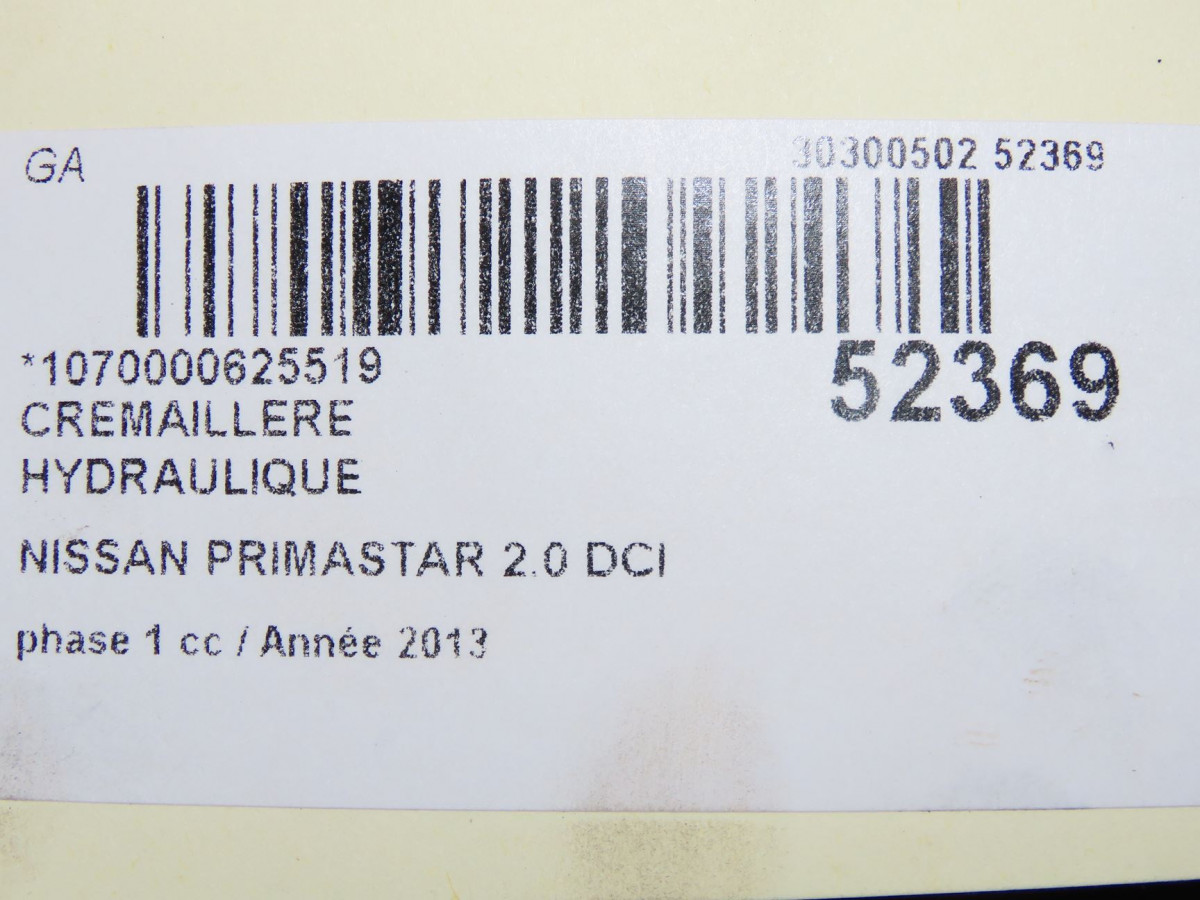 GA
30300502 52369
*1070000625519
52369
CREMAILLERE
HYDRAULIQUE
NISSAN PRIMASTAR 2.0 DCI
phase 1 cc / Année 2013